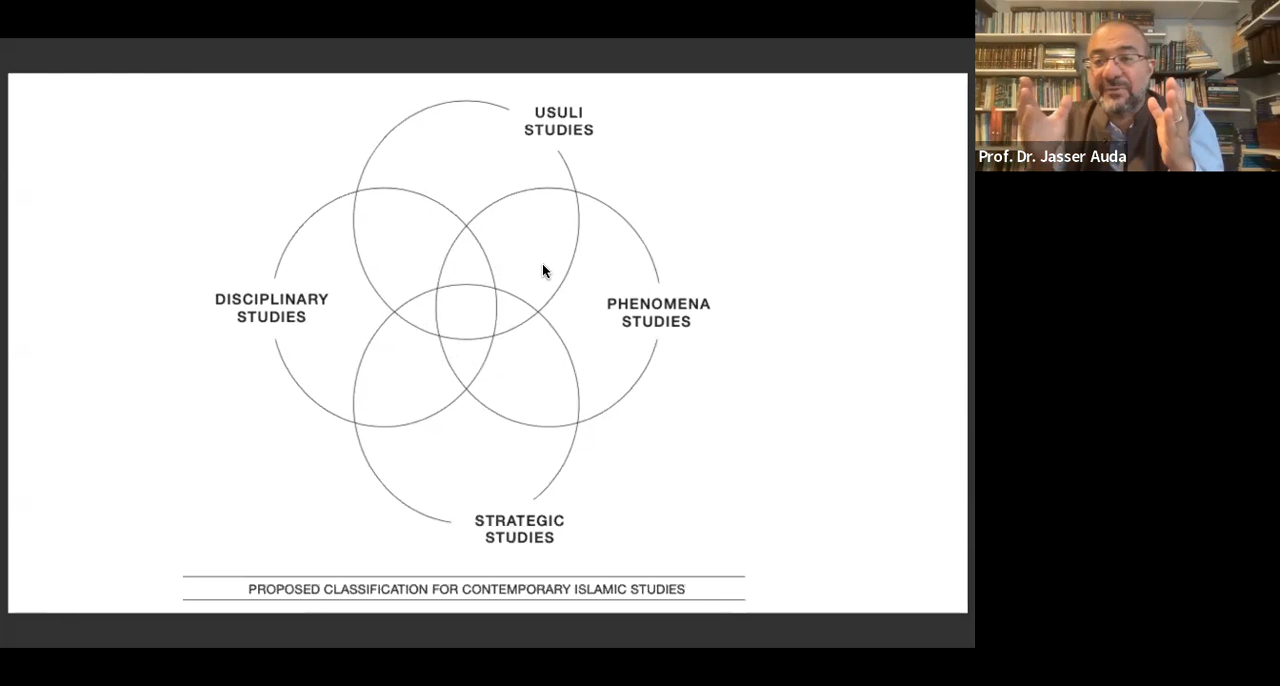 USULI
STUDIES
DISCIPLINARY
STUDIES
PHENOMENA
STUDIES
STRATEGIC
STUDIES
PROPOSED CLASSIFICATION FOR CONTEMPORARY ISLAMIC STUDIES
Prof. Dr. Jasser Auda